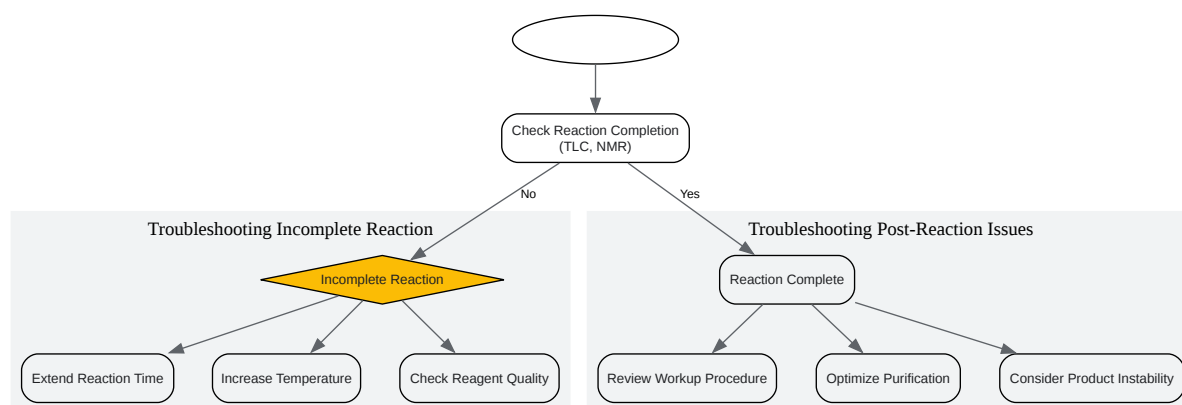 Check Reaction Completion
(TLC, NMR)
No
Yes
Troubleshooting Incomplete Reaction
Troubleshooting Post-Reaction Issues
Incomplete Reaction
Reaction Complete
Extend Reaction Time
Increase Temperature
Check Reagent Quality
Review Workup Procedure
Optimize Purification
Consider Product Instability